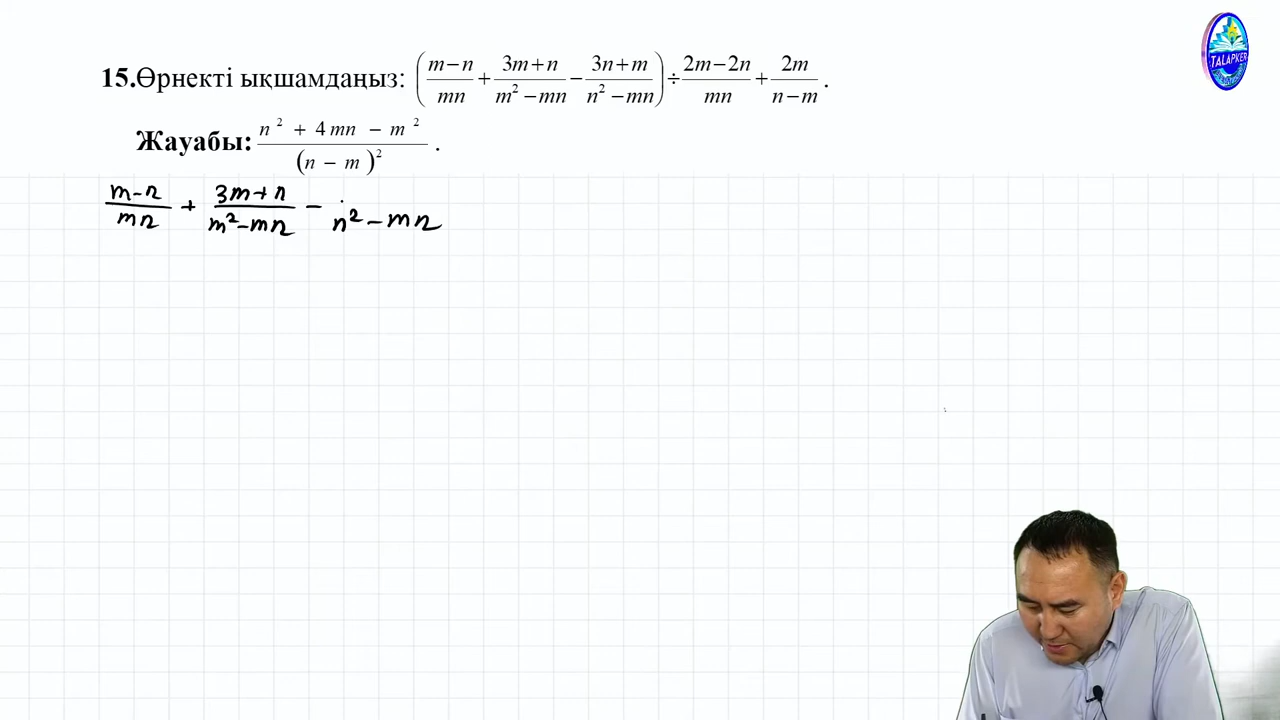 15.Өрнекті ықшамдаңыз: ( (m−n)/(mn) + (3m+n)/(m² −mn) − (3n+m)/(n² −mn) ) ÷ (2m−2n)/(mn) + (2m)/(n−m) .
Жауабы: (n² + 4mn − m²)/((n − m)²) .
(m−n)/(mn) + (3m+n)/(m²−mn) − n²−mn
TALAPKER